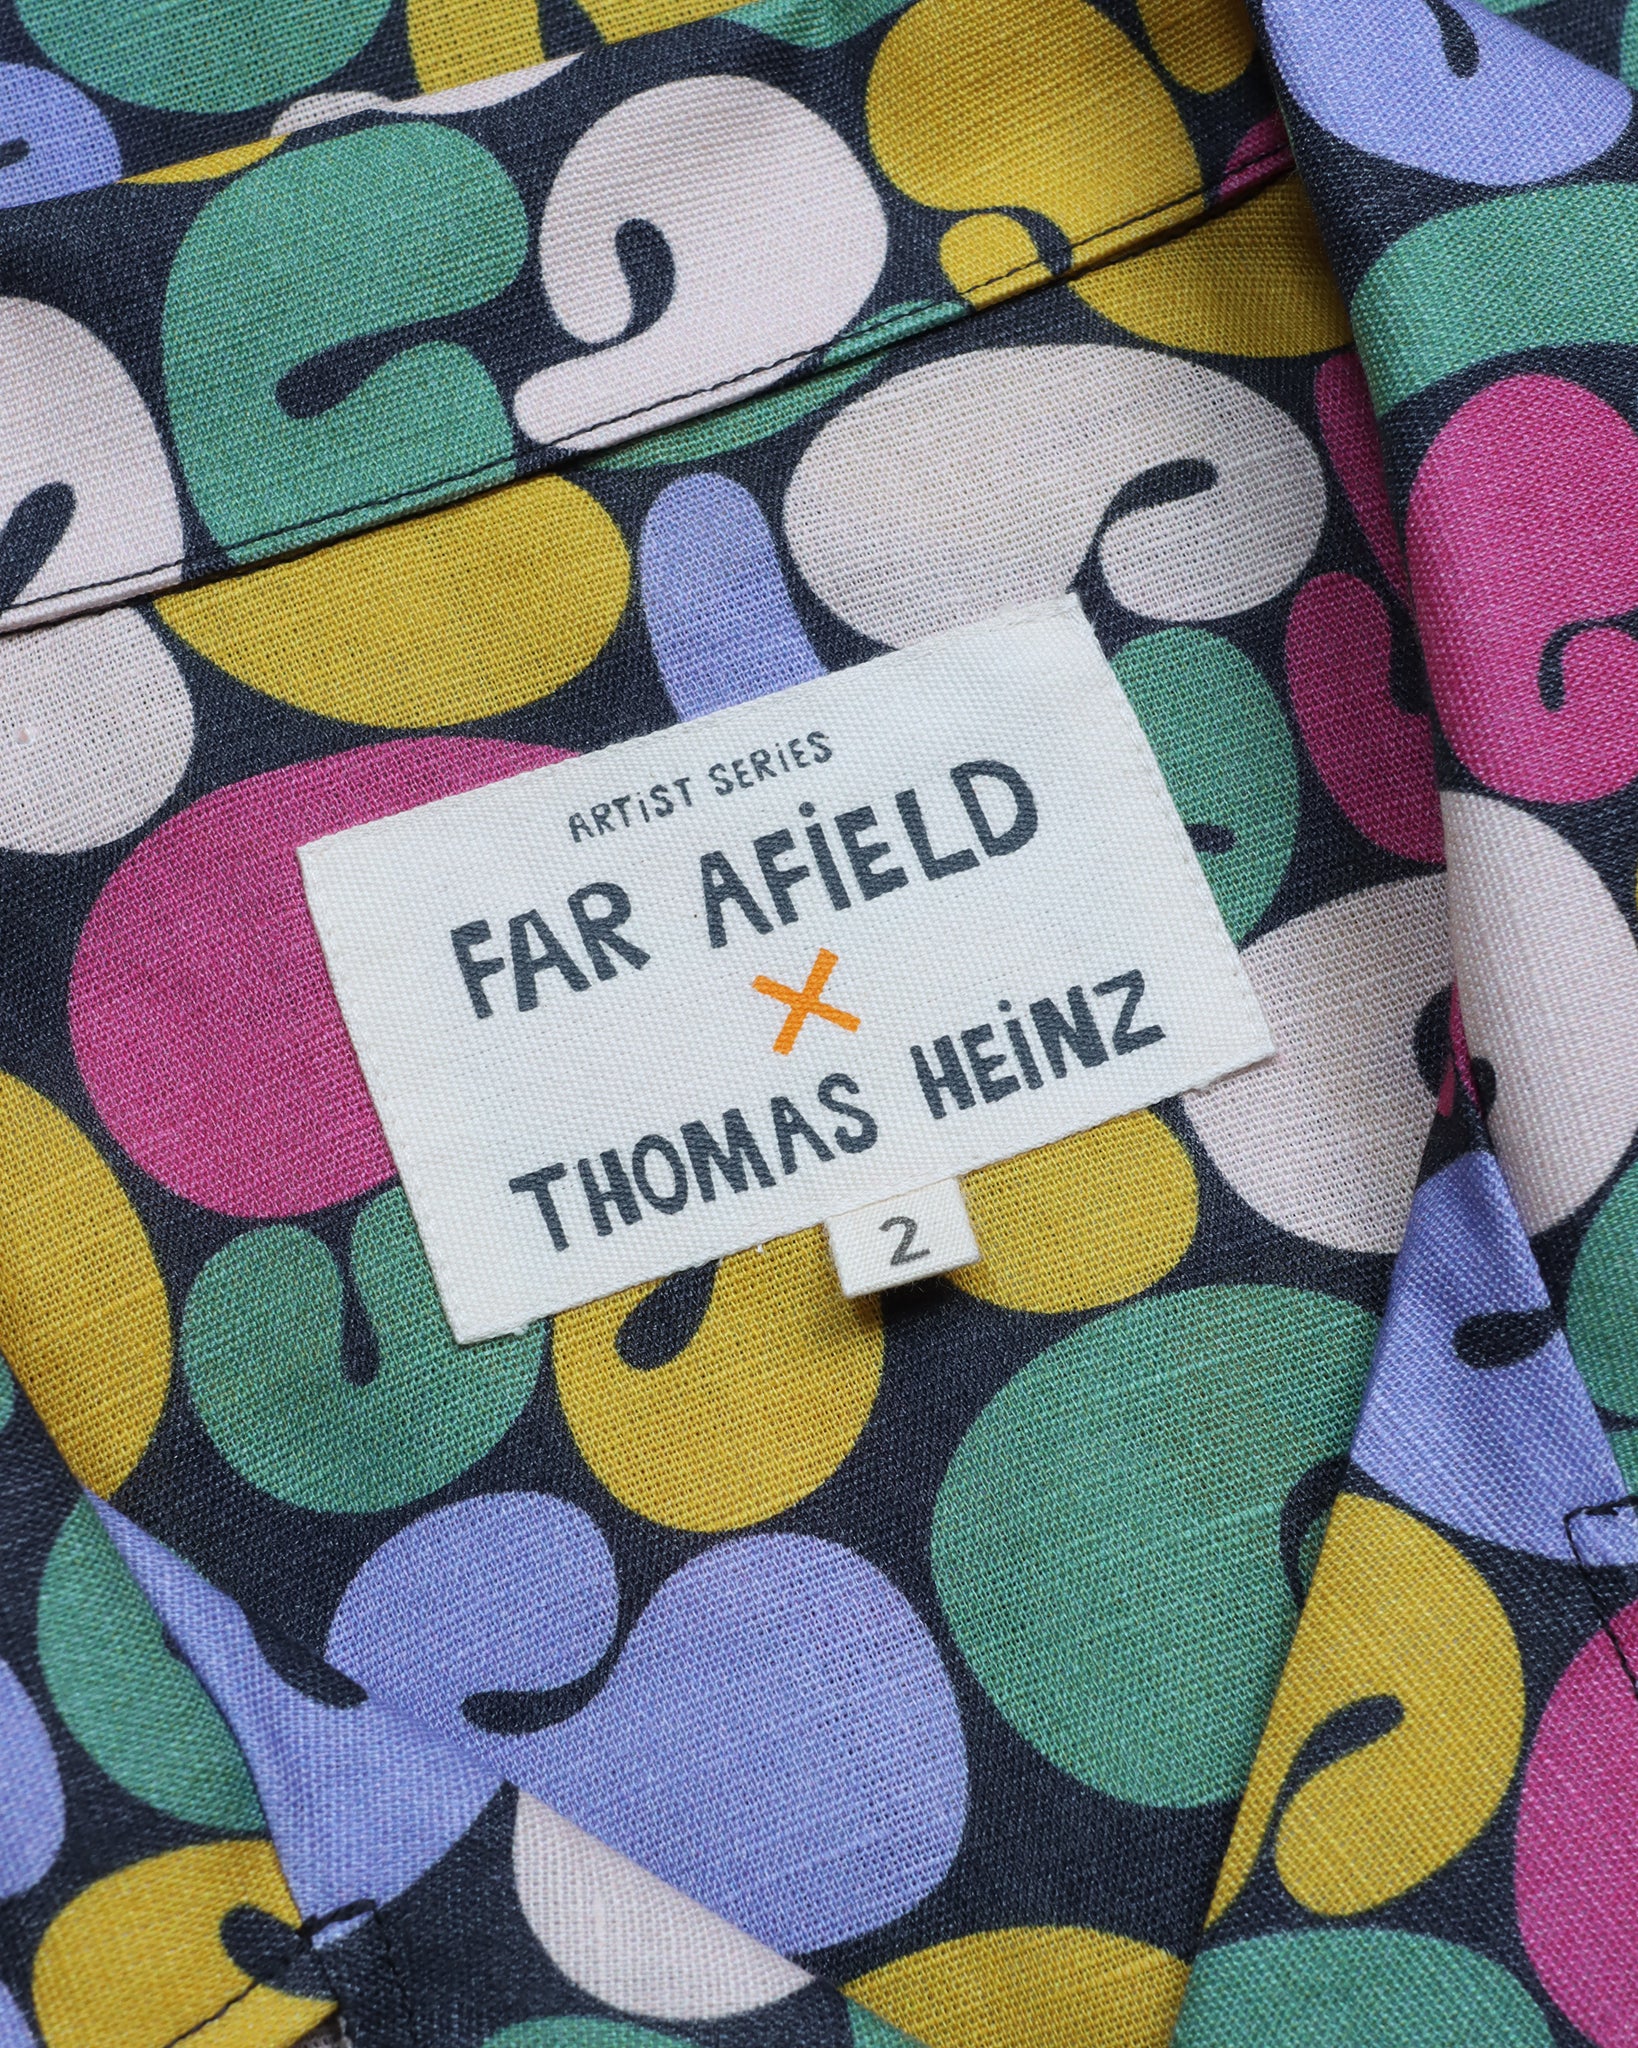 ARTiST SERiES
FAR AFiELD
×
THOMAS HEiNZ
2